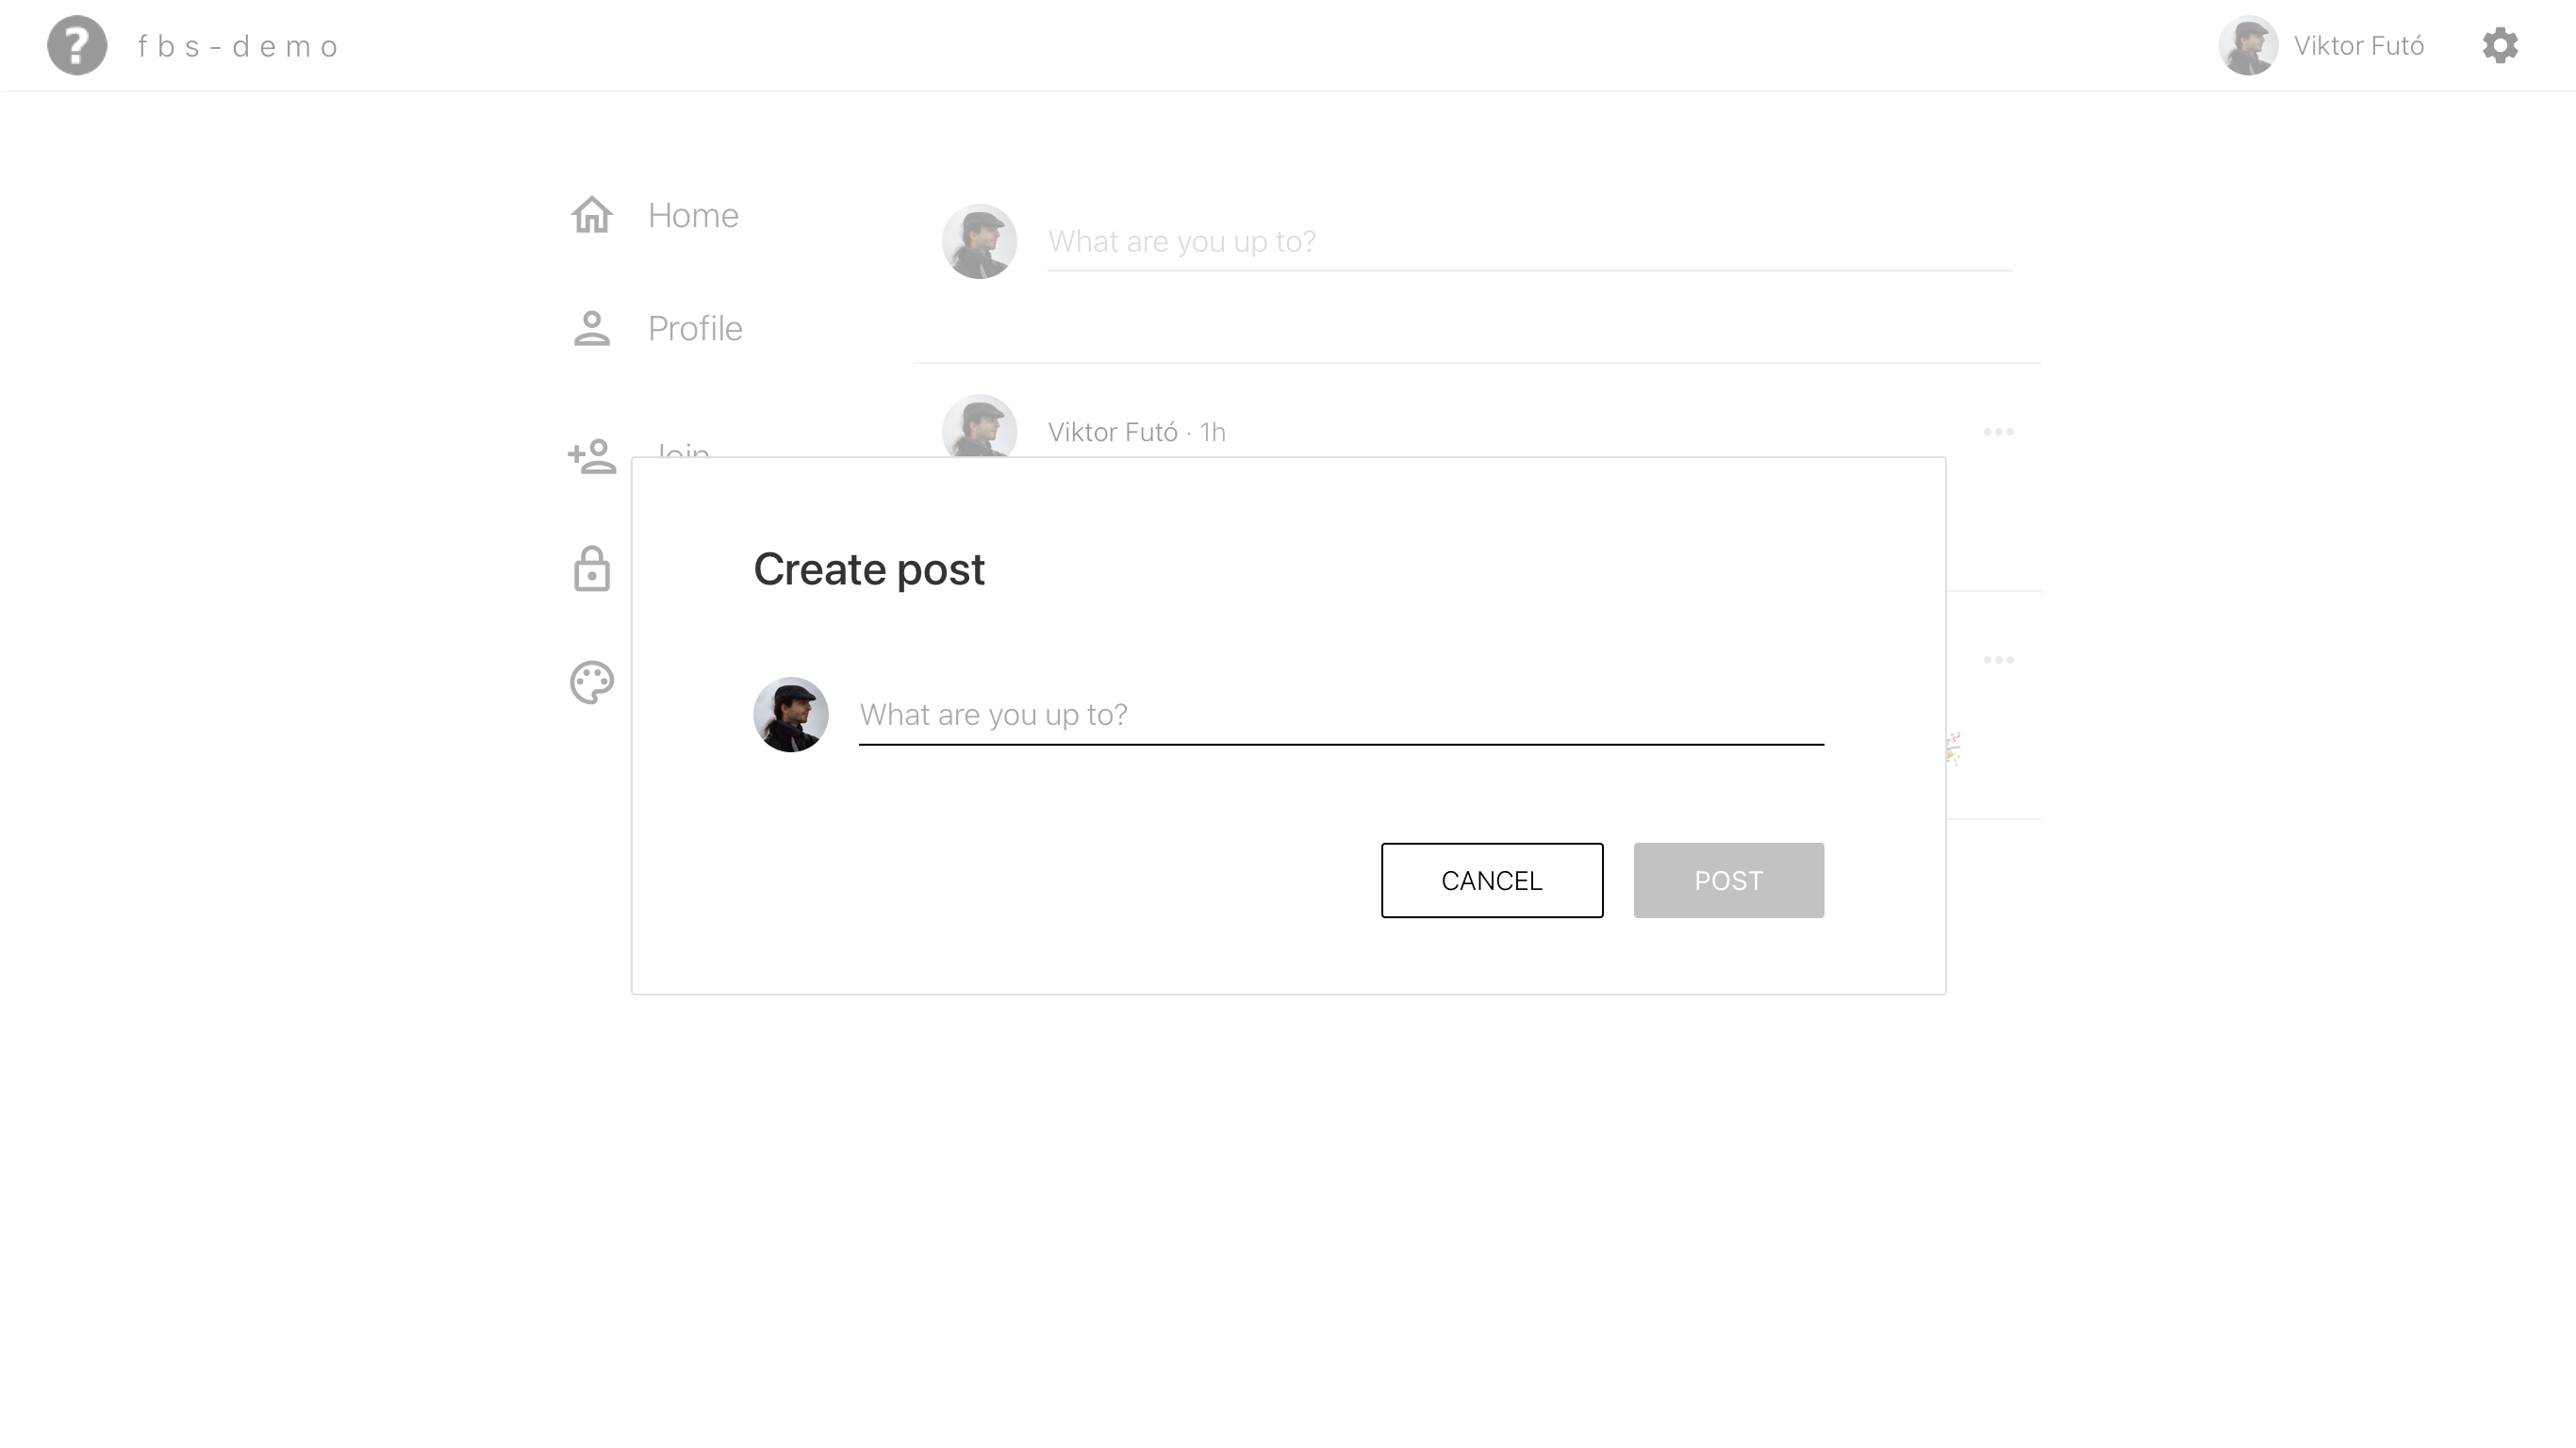 fbs-demo
Viktor Futó
Home
What are you up to?
Profile
Viktor Futó · 1h
Join
Create post
What are you up to?
CANCEL
POST